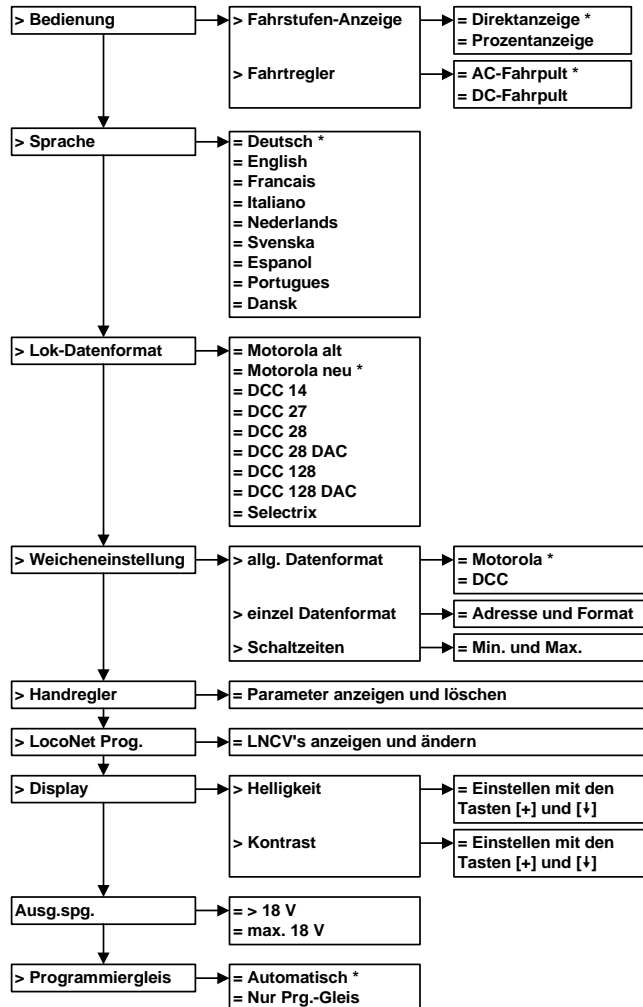 > Bedienung
> Fahrstufen-Anzeige
= Direktanzeige *
= Prozentanzeige
> Fahrtregler
= AC-Fahrpult *
= DC-Fahrpult
> Sprache
= Deutsch *
= English
= Francais
= Italiano
= Nederlands
= Svenska
= Espanol
= Portugues
= Dansk
> Lok-Datenformat
= Motorola alt
= Motorola neu *
= DCC 14
= DCC 27
= DCC 28
= DCC 28 DAC
= DCC 128
= DCC 128 DAC
= Selectrix
> Weicheneinstellung
> allg. Datenformat
= Motorola *
= DCC
> einzel Datenformat
= Adresse und Format
> Schaltzeiten
= Min. und Max.
> Handregler
= Parameter anzeigen und löschen
> LocoNet Prog.
= LNCV's anzeigen und ändern
> Display
> Helligkeit
= Einstellen mit den
Tasten [+] und [↓]
> Kontrast
= Einstellen mit den
Tasten [+] und [↓]
Ausg.spg.
= > 18 V
= max. 18 V
> Programmiergleis
= Automatisch *
= Nur Prg.-Gleis